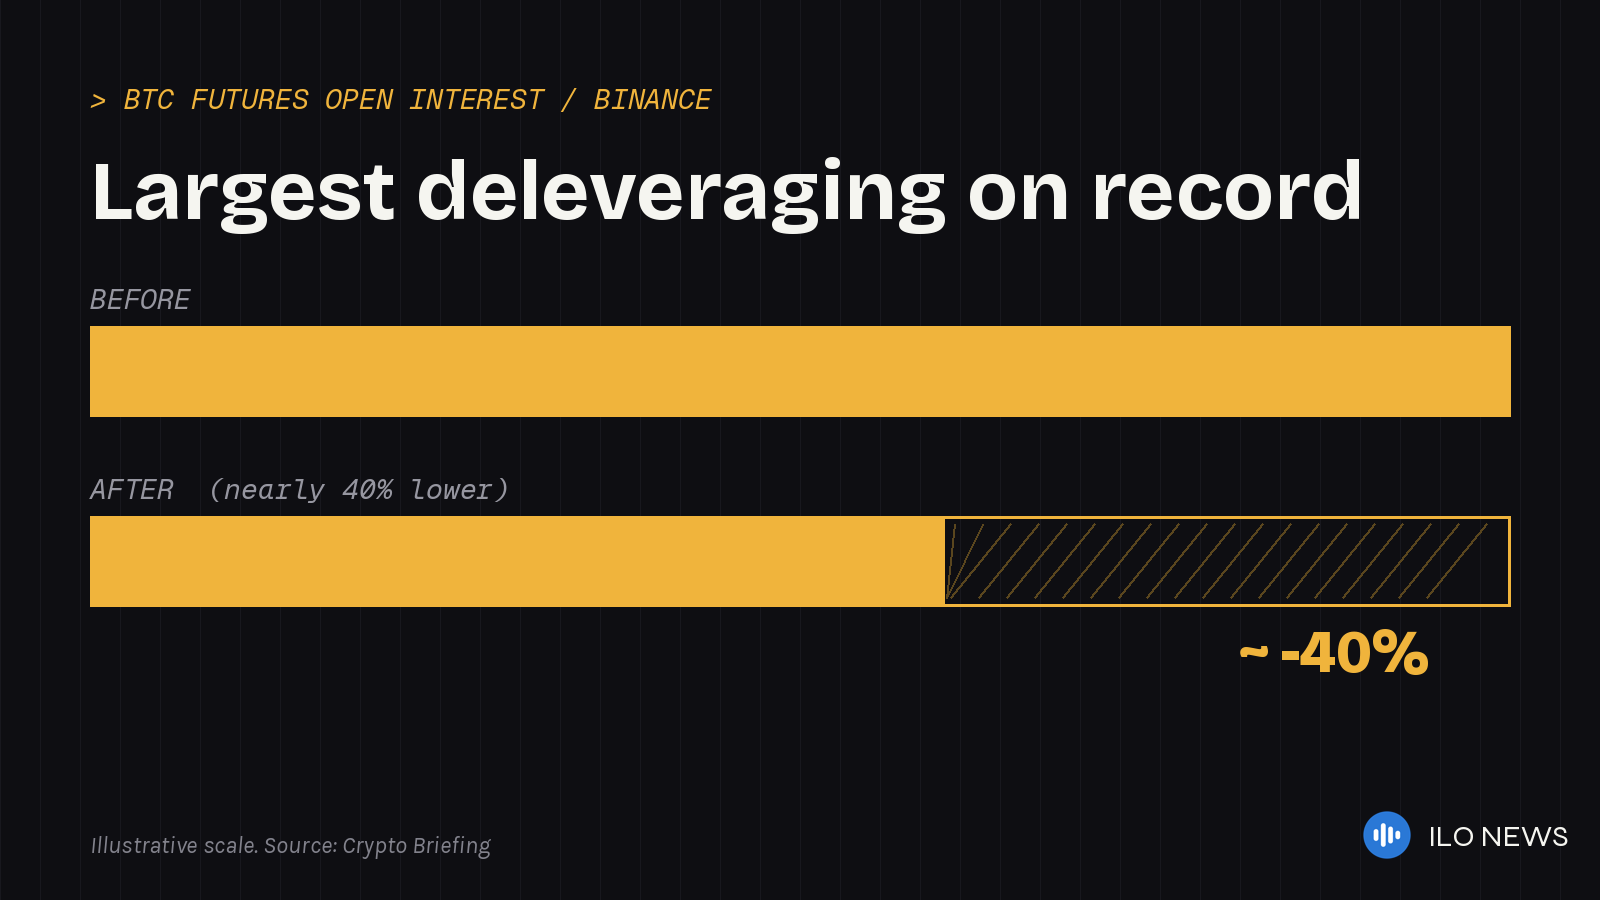 > BTC FUTURES OPEN INTEREST / BINANCE
Largest deleveraging on record
BEFORE
AFTER (nearly 40% lower)
~ -40%
Illustrative scale. Source: Crypto Briefing
ILO NEWS